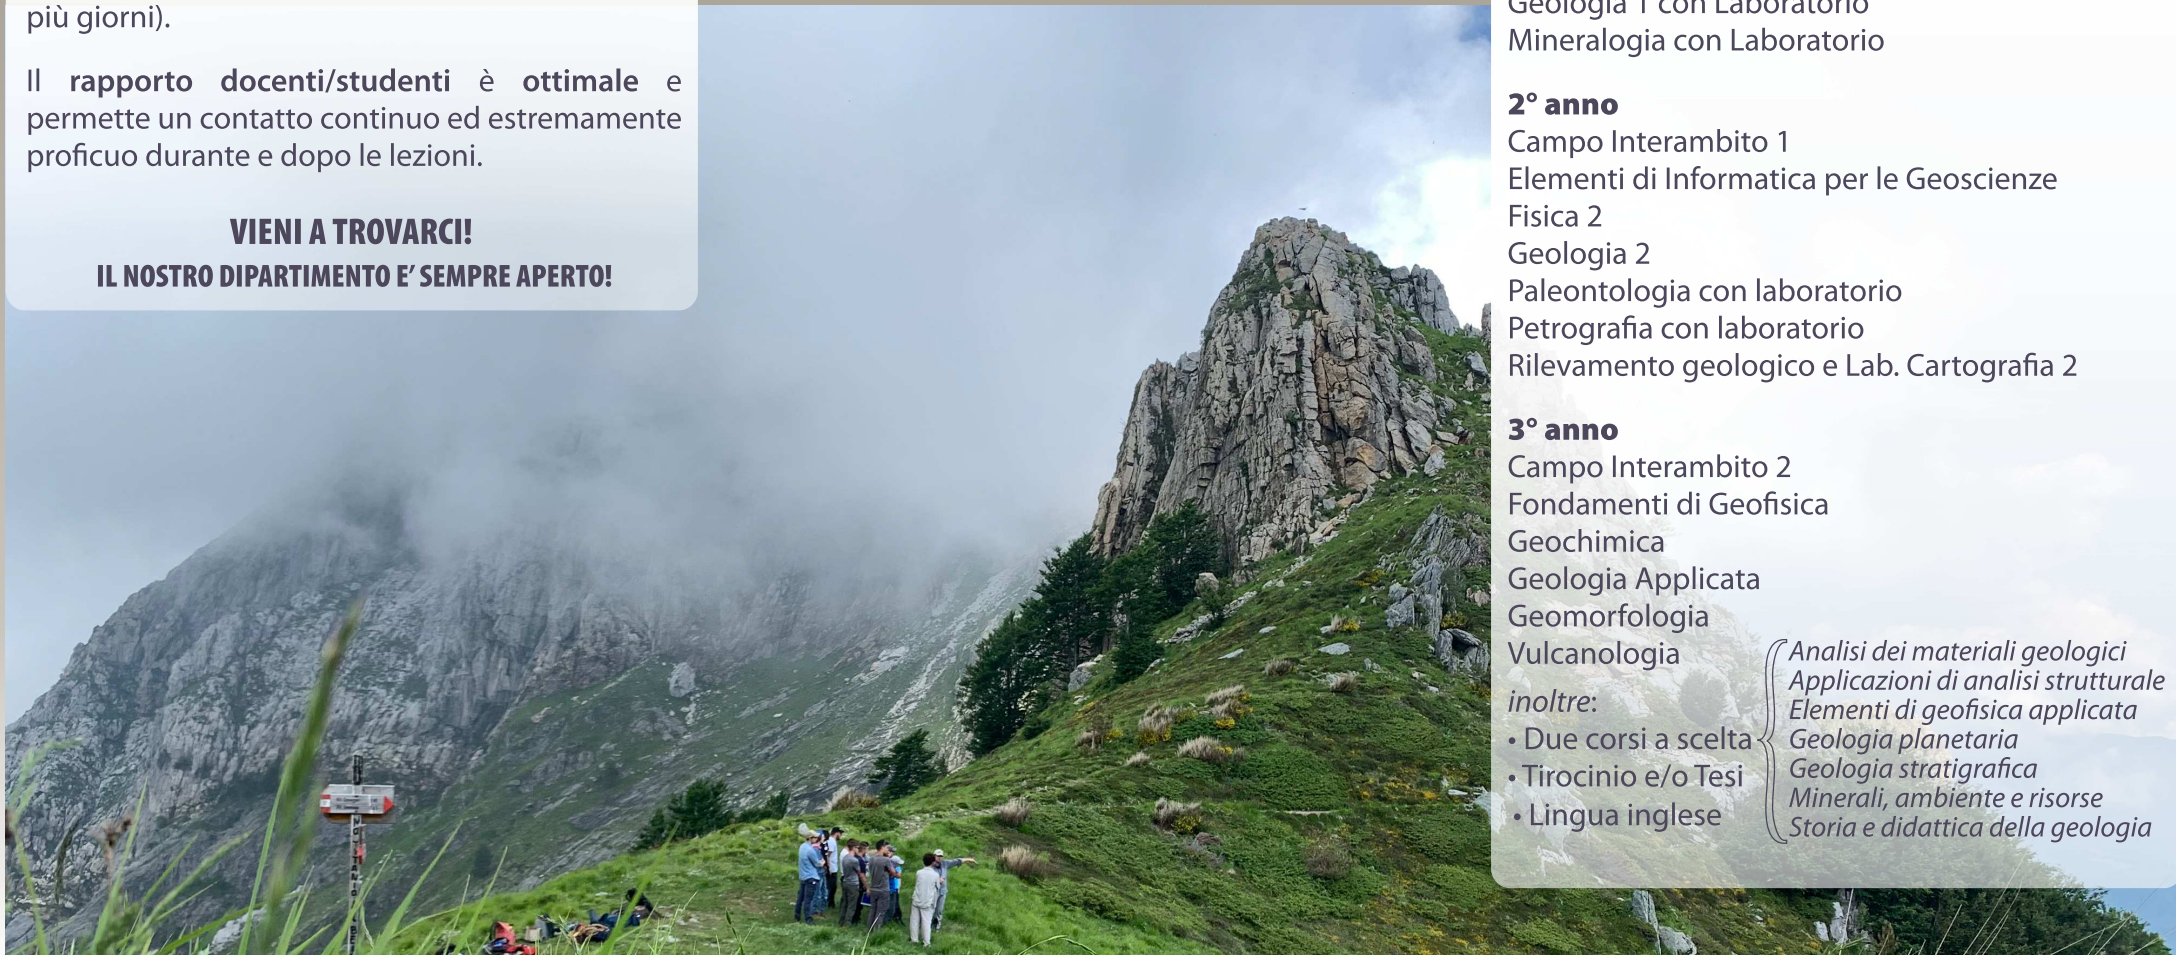 più giorni).
Il rapporto docenti/studenti è ottimale e
permette un contatto continuo ed estremamente
proficuo durante e dopo le lezioni.
VIENI A TROVARCI!
IL NOSTRO DIPARTIMENTO E’ SEMPRE APERTO!
Geologia 1 con Laboratorio
Mineralogia con Laboratorio
2° anno
Campo Interambito 1
Elementi di Informatica per le Geoscienze
Fisica 2
Geologia 2
Paleontologia con laboratorio
Petrografia con laboratorio
Rilevamento geologico e Lab. Cartografia 2
3° anno
Campo Interambito 2
Fondamenti di Geofisica
Geochimica
Geologia Applicata
Geomorfologia
Vulcanologia
inoltre:
• Due corsi a scelta
• Tirocinio e/o Tesi
• Lingua inglese
Analisi dei materiali geologici
Applicazioni di analisi strutturale
Elementi di geofisica applicata
Geologia planetaria
Geologia stratigrafica
Minerali, ambiente e risorse
Storia e didattica della geologia